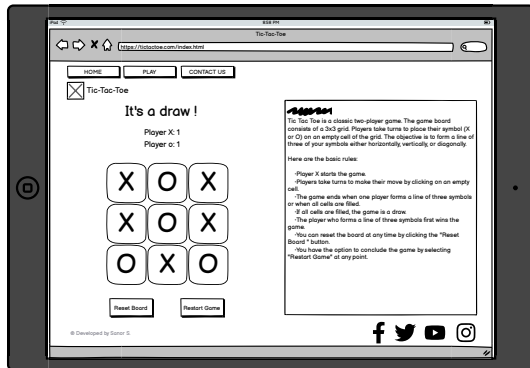 iPad
8:58 PM
Tic-Tac-Toe
https://tictactoe.com/index.html
HOME
PLAY
CONTACT US
Tic-Tac-Toe
It's a draw !
Player X: 1
Player o: 1
X O X
X O X
O X O
Reset Board
Restart Game
Tic Tac Toe is a classic two-player game. The game board
consists of a 3x3 grid. Players take turns to place their symbol (X
or O) on an empty cell of the grid. The objective is to form a line of
three of your symbols either horizontally, vertically, or diagonally.
Here are the basic rules:
·Player X starts the game.
·Players take turns to make their move by clicking on an empty
cell.
·The game ends when one player forms a line of three symbols
or when all cells are filled.
·If all cells are filled, the game is a draw.
·The player who forms a line of three symbols first wins the
game.
·You can reset the board at any time by clicking the "Reset
Board " button.
·You have the option to conclude the game by selecting
"Restart Game" at any point.
© Developed by Sanar S.